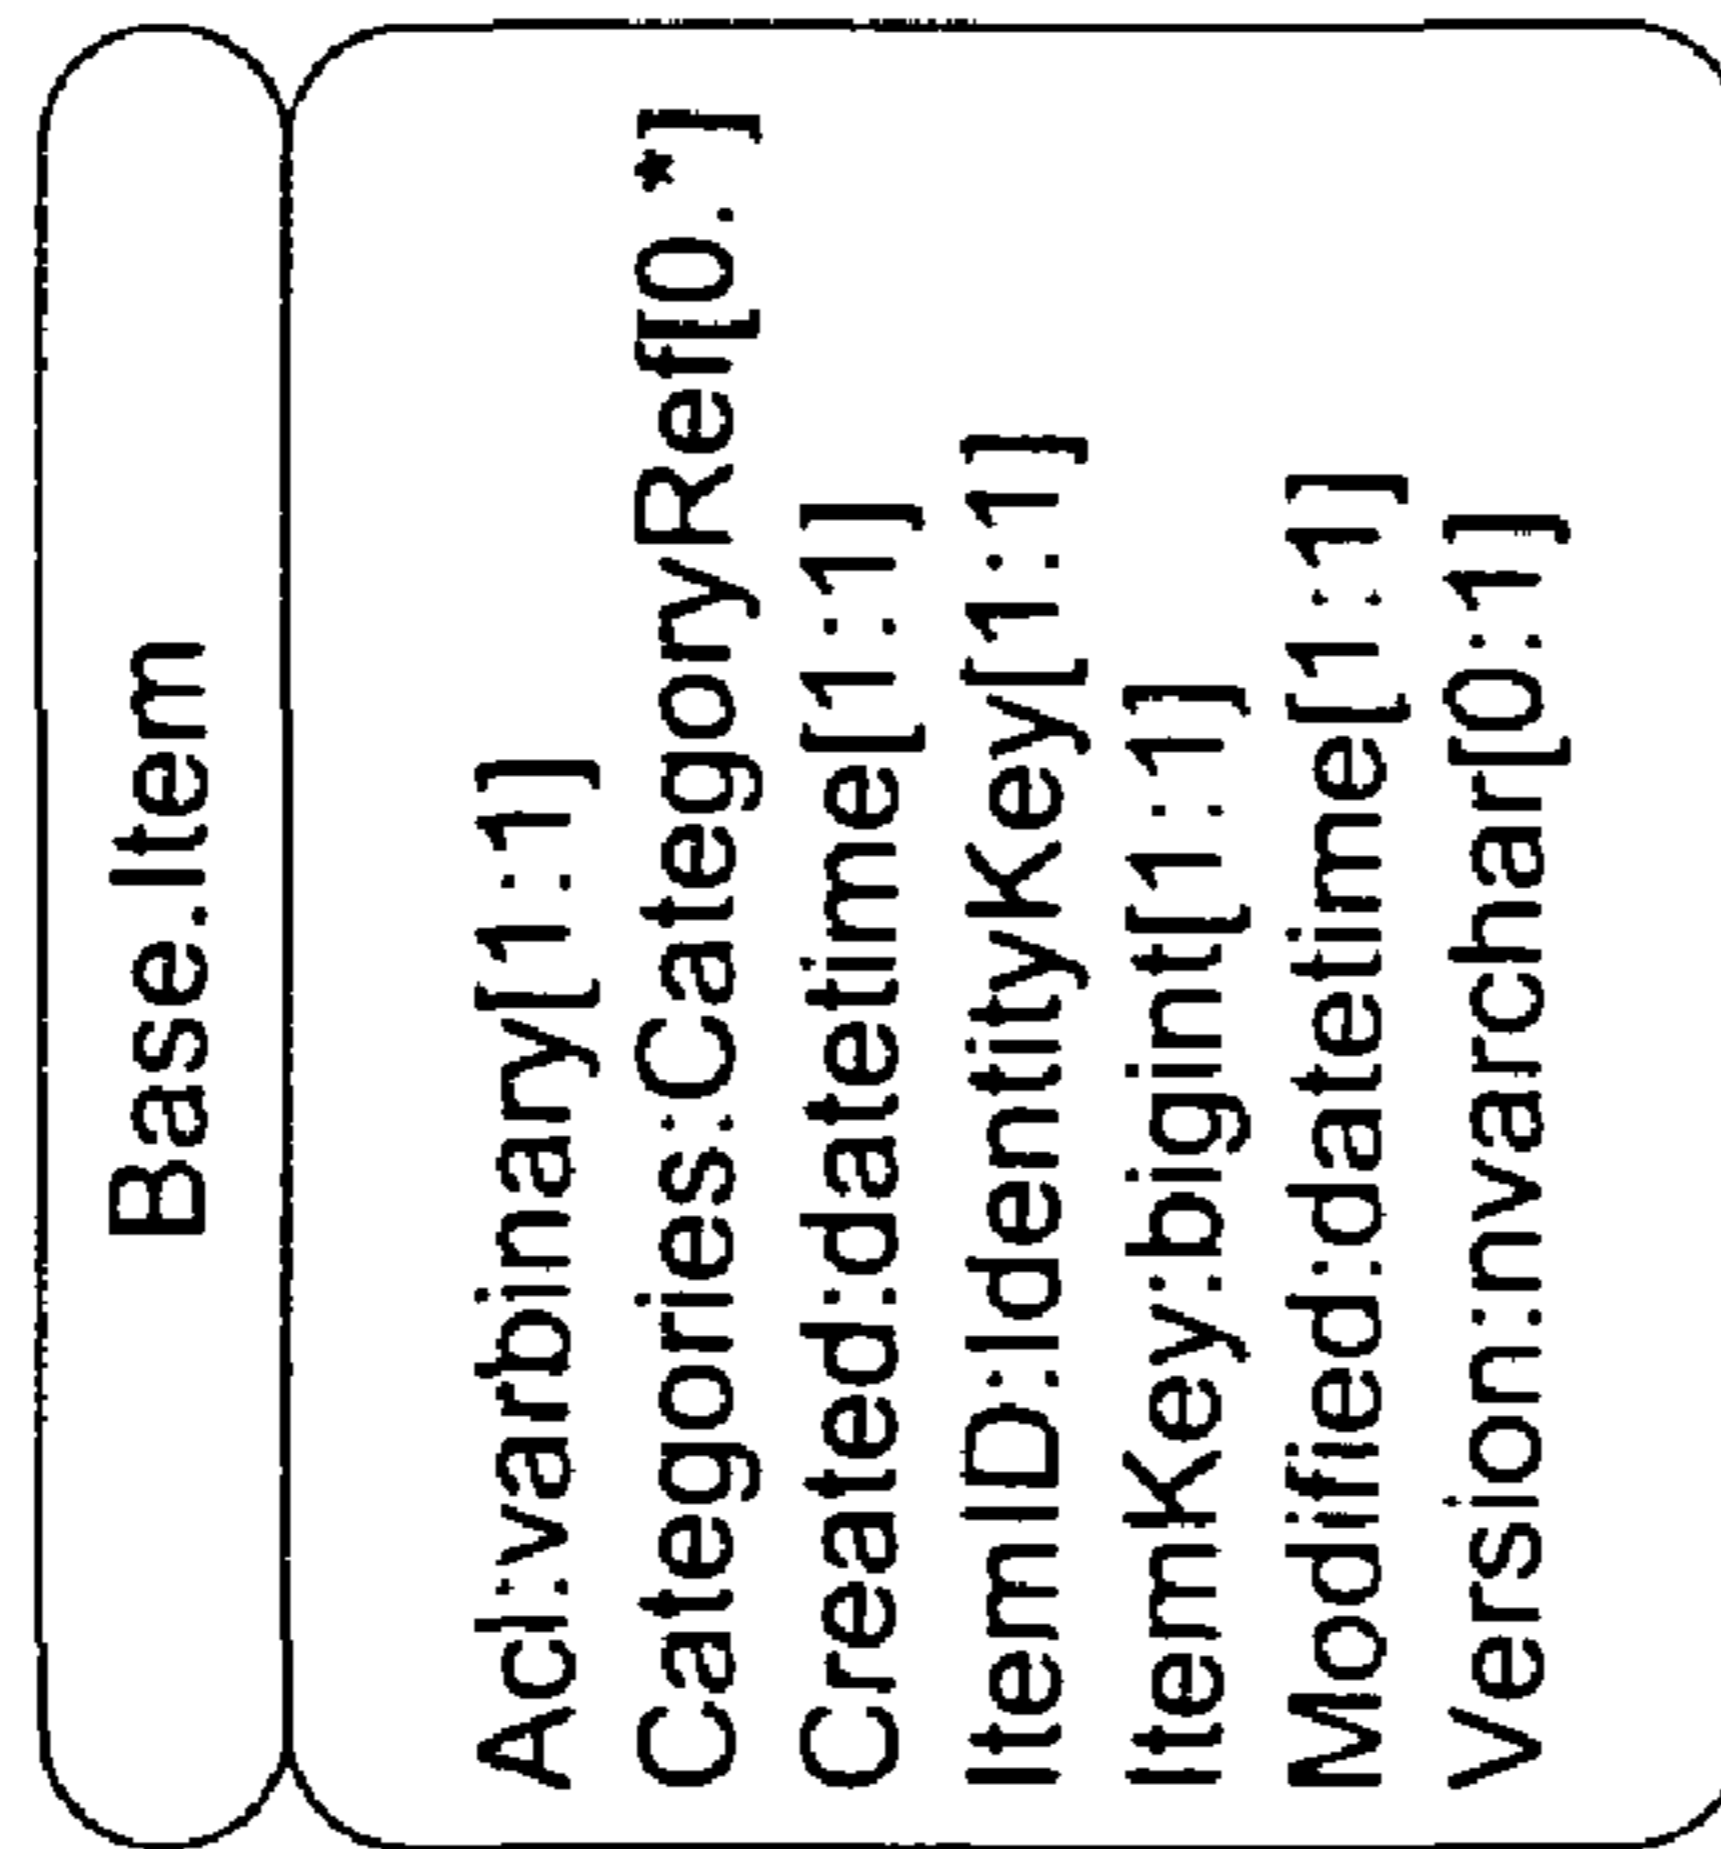 Base.Item
Acl:varbinary[1:1]
Categories:CategoryRef[0.*]
Created:datetime[1:1]
ItemID:IdentityKey[1:1]
ItemKey:bigint[1:1]
Modified:datetime[1:1]
Version:nvarchar[0:1]